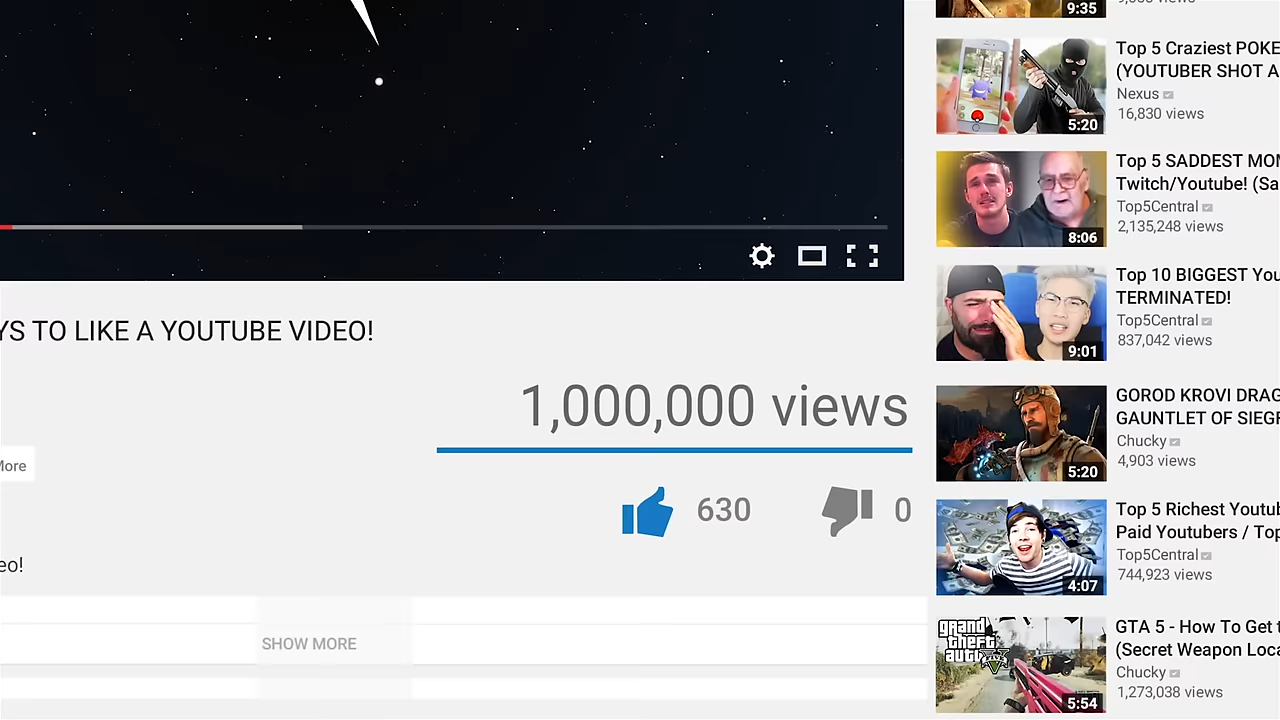 YS TO LIKE A YOUTUBE VIDEO!
1,000,000 views
More
630
0
eo!
SHOW MORE
9:35
views
5:20
Top 5 Craziest POKE
(YOUTUBER SHOT A
Nexus
16,830 views
8:06
Top 5 SADDEST MOM
Twitch/Youtube! (Sa
Top5Central
2,135,248 views
9:01
Top 10 BIGGEST You
TERMINATED!
Top5Central
837,042 views
5:20
GOROD KROVI DRAG
GAUNTLET OF SIEGF
Chucky
4,903 views
4:07
Top 5 Richest Youtub
Paid Youtubers / Top
Top5Central
744,923 views
grand
theft
auto
V
5:54
GTA 5 - How To Get t
(Secret Weapon Loca
Chucky
1,273,038 views